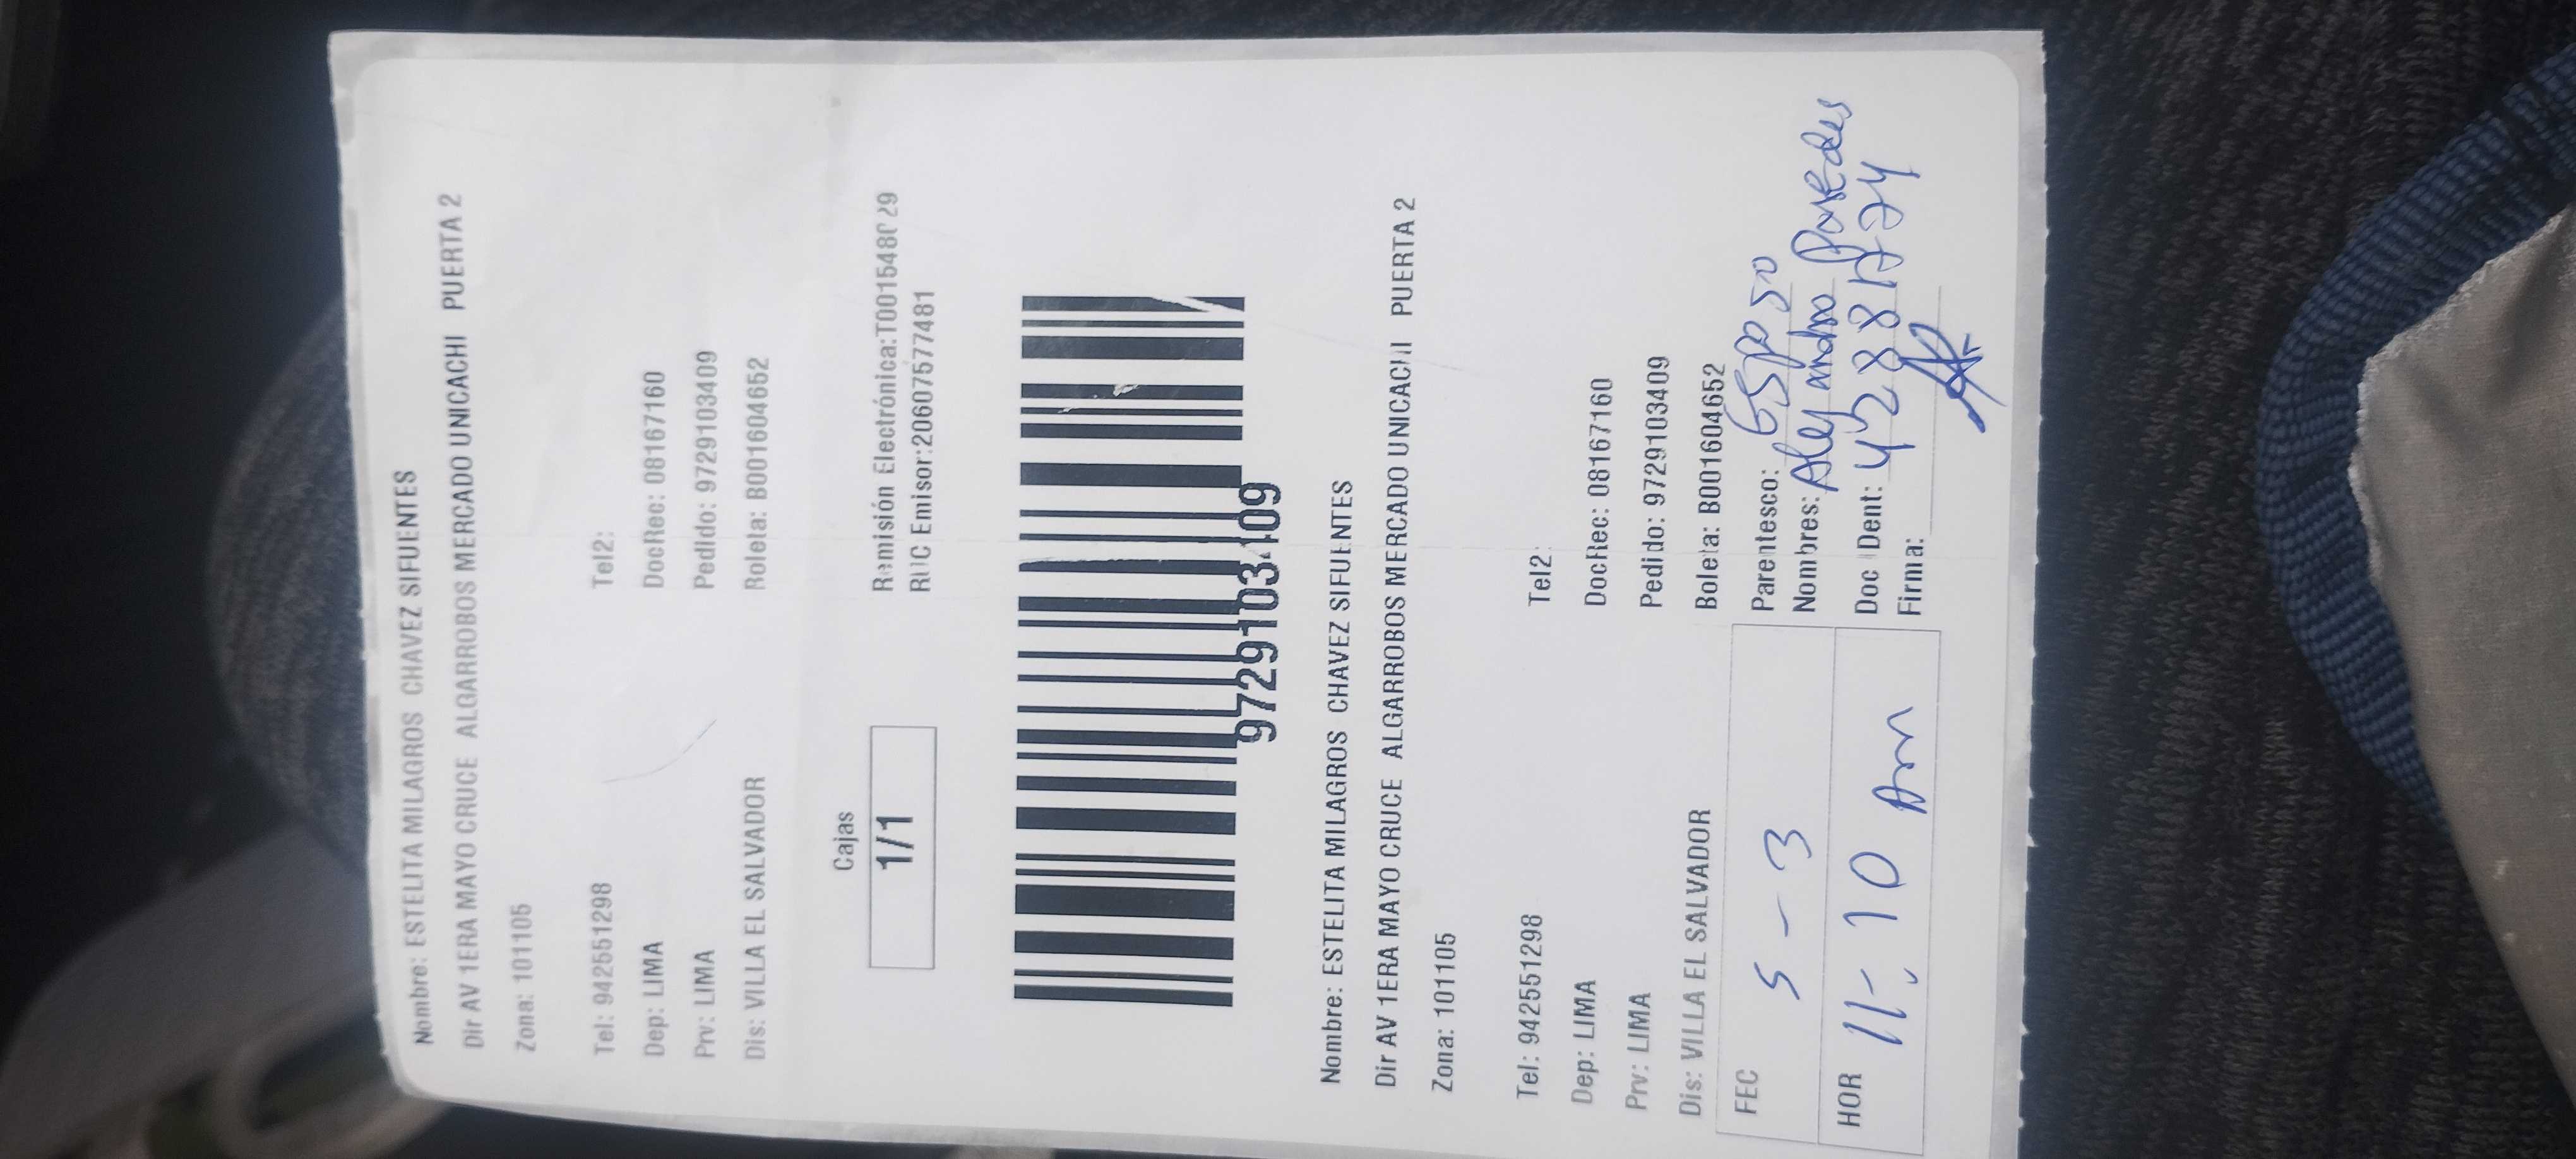 Nombre: ESTELITA MILAGROS CHAVEZ SIFUENTES
Dir AV 1ERA MAYO CRUCE ALGARROBOS MERCADO UNICACHI PUERTA 2
Zona: 101105
Tel: 942551298 Tel2:
Dep: LIMA DocRec: 08167160
Prv: LIMA Pedido: 9729103409
Dis: VILLA EL SALVADOR Boleta: B001604652
Cajas
1/1
Remisión Electrónica:
RUC Emisor:20607577481
9729103409
Nombre: ESTELITA MILAGROS CHAVEZ SIFUENTES
Dir AV 1ERA MAYO CRUCE ALGARROBOS MERCADO UNICACHI PUERTA 2
Zona: 101105
Tel: 942551298 Tel2:
Dep: LIMA DocRec: 08167160
Prv: LIMA Pedido: 9729103409
Dis: VILLA EL SALVADOR Boleta: B001604652
FEC 5-3 Parentesco: Esposo
Nombres: Alejandro Paredes
HOR 11:10 Am Doc Dent:
Firma: